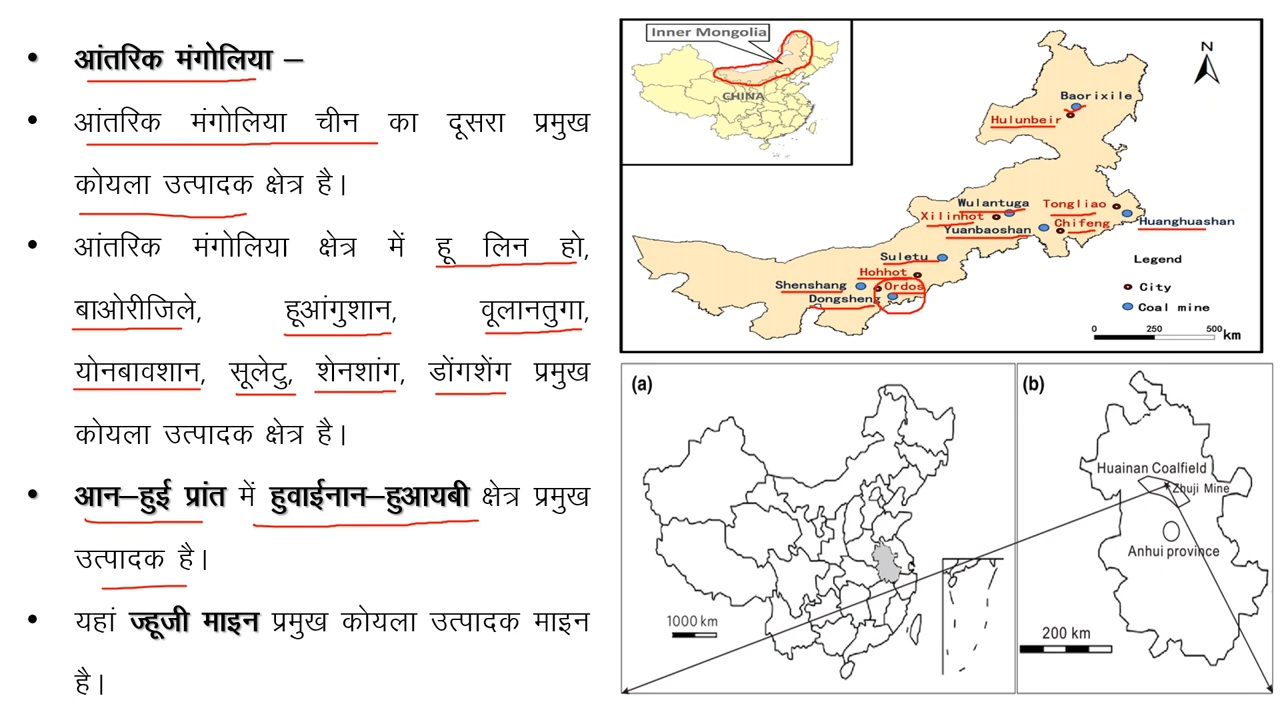 • आंतरिक मंगोलिया –
• आंतरिक मंगोलिया चीन का दूसरा प्रमुख
कोयला उत्पादक क्षेत्र है।
• आंतरिक मंगोलिया क्षेत्र में हू लिन हो,
बाओरीजिले, हूआंगुशान, वूलानतुगा,
योनबावशान, सूलेटु, शेनशांग, डोंगशेंग प्रमुख
कोयला उत्पादक क्षेत्र है।
• आन–हुई प्रांत में हुवाईनान–हुआयबी क्षेत्र प्रमुख
उत्पादक है।
• यहां ज्हूजी माइन प्रमुख कोयला उत्पादक माइन
है।
Inner Mongolia
CHINA
N
Baorixile
Hulunbeir
Wulantuga
Tongliao
Xilinhot
Chifeng
Huanghuashan
Yuanbaoshan
Suletu
Hohhot
Shenshang
Ordos
Dongsheng
Legend
City
Coal mine
0 250 500
km
(a)
1000 km
(b)
Huainan Coalfield
Zhuji Mine
Anhui province
200 km